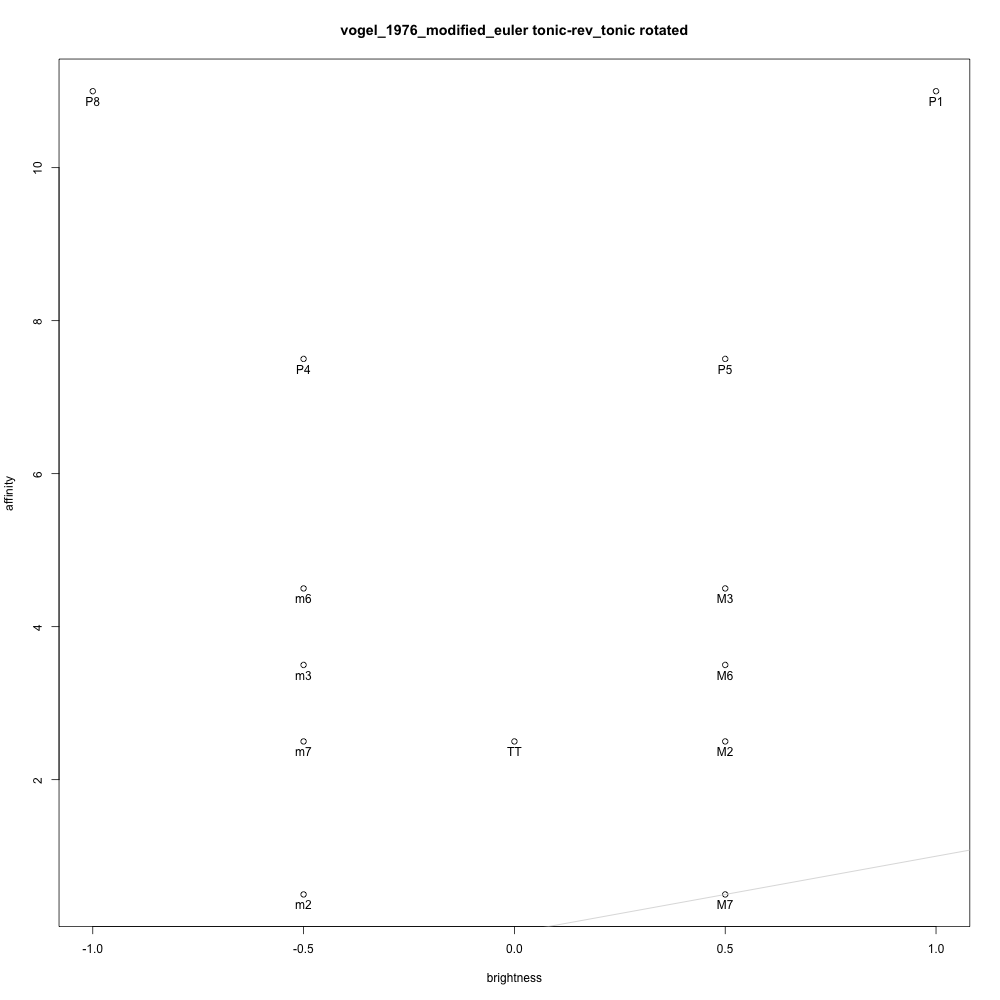 vogel_1976_modified_euler tonic-rev_tonic rotated
P8
P1
10
P4
P5
8
affinity
6
m6
M3
4
m3
M6
m7
TT
M2
2
m2
M7
-1.0
-0.5
0.0
0.5
1.0
brightness